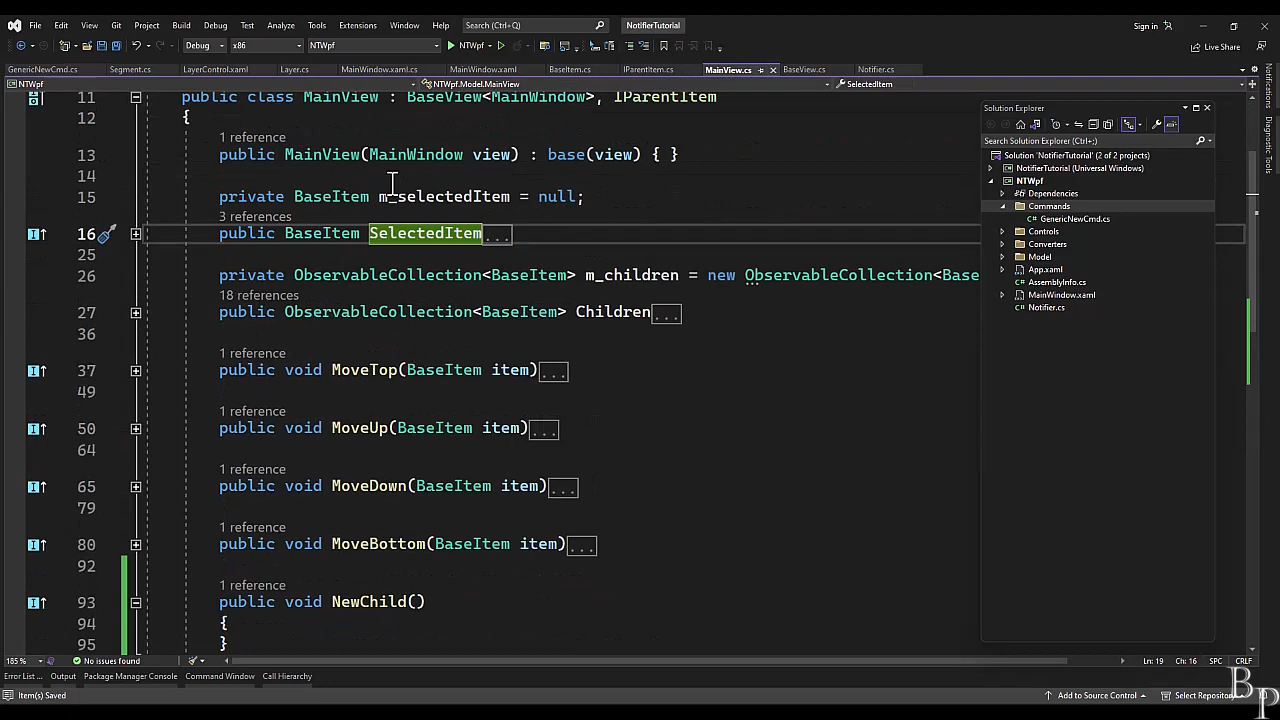 File Edit View Git Project Build Debug Test Analyze Tools Extensions Window Help Search (Ctrl+Q) NotifierTutorial Sign in
Debug x86 NTWpf NTWpf Live Share
GenericNewCmd.cs Segment.cs LayerControl.xaml Layer.cs MainWindow.xaml.cs MainWindow.xaml BaseItem.cs IParentItem.cs MainView.cs BaseView.cs Notifier.cs
NTWpf NTWpf.Model.MainView SelectedItem
11 public class MainView : BaseView<MainWindow>, IParentItem
12 {
1 reference
13 public MainView(MainWindow view) : base(view) { }
14
15 private BaseItem m_selectedItem = null;
3 references
16 public BaseItem SelectedItem...
25
26 private ObservableCollection<BaseItem> m_children = new ObservableCollection<Base
18 references
27 public ObservableCollection<BaseItem> Children...
36
1 reference
37 public void MoveTop(BaseItem item)...
49
1 reference
50 public void MoveUp(BaseItem item)...
64
1 reference
65 public void MoveDown(BaseItem item)...
79
1 reference
80 public void MoveBottom(BaseItem item)...
92
1 reference
93 public void NewChild()
94 {
95 }
Solution Explorer
Search Solution Explorer (Ctrl+;)
Solution 'NotifierTutorial' (2 of 2 projects)
NotifierTutorial (Universal Windows)
NTWpf
Dependencies
Commands
GenericNewCmd.cs
Controls
Converters
Model
App.xaml
AssemblyInfo.cs
MainWindow.xaml
Notifier.cs
Notifications
Diagnostic Tools
185 % No issues found Ln: 19 Ch: 16 SPC CRLF
Error List ... Output Package Manager Console Command Window Call Hierarchy
Item(s) Saved Add to Source Control Select Repository
BP